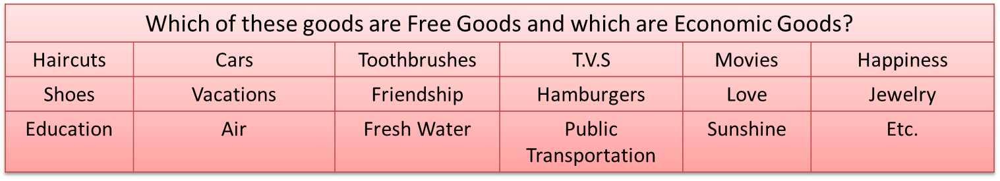 Which of these goods are Free Goods and which are Economic Goods?
Haircuts Cars Toothbrushes T.V.S Movies Happiness
Shoes Vacations Friendship Hamburgers Love Jewelry
Education Air Fresh Water Public Transportation Sunshine Etc.